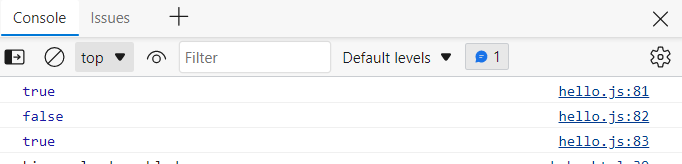 Console Issues
top Filter Default levels 1
true hello.js:81
false hello.js:82
true hello.js:83